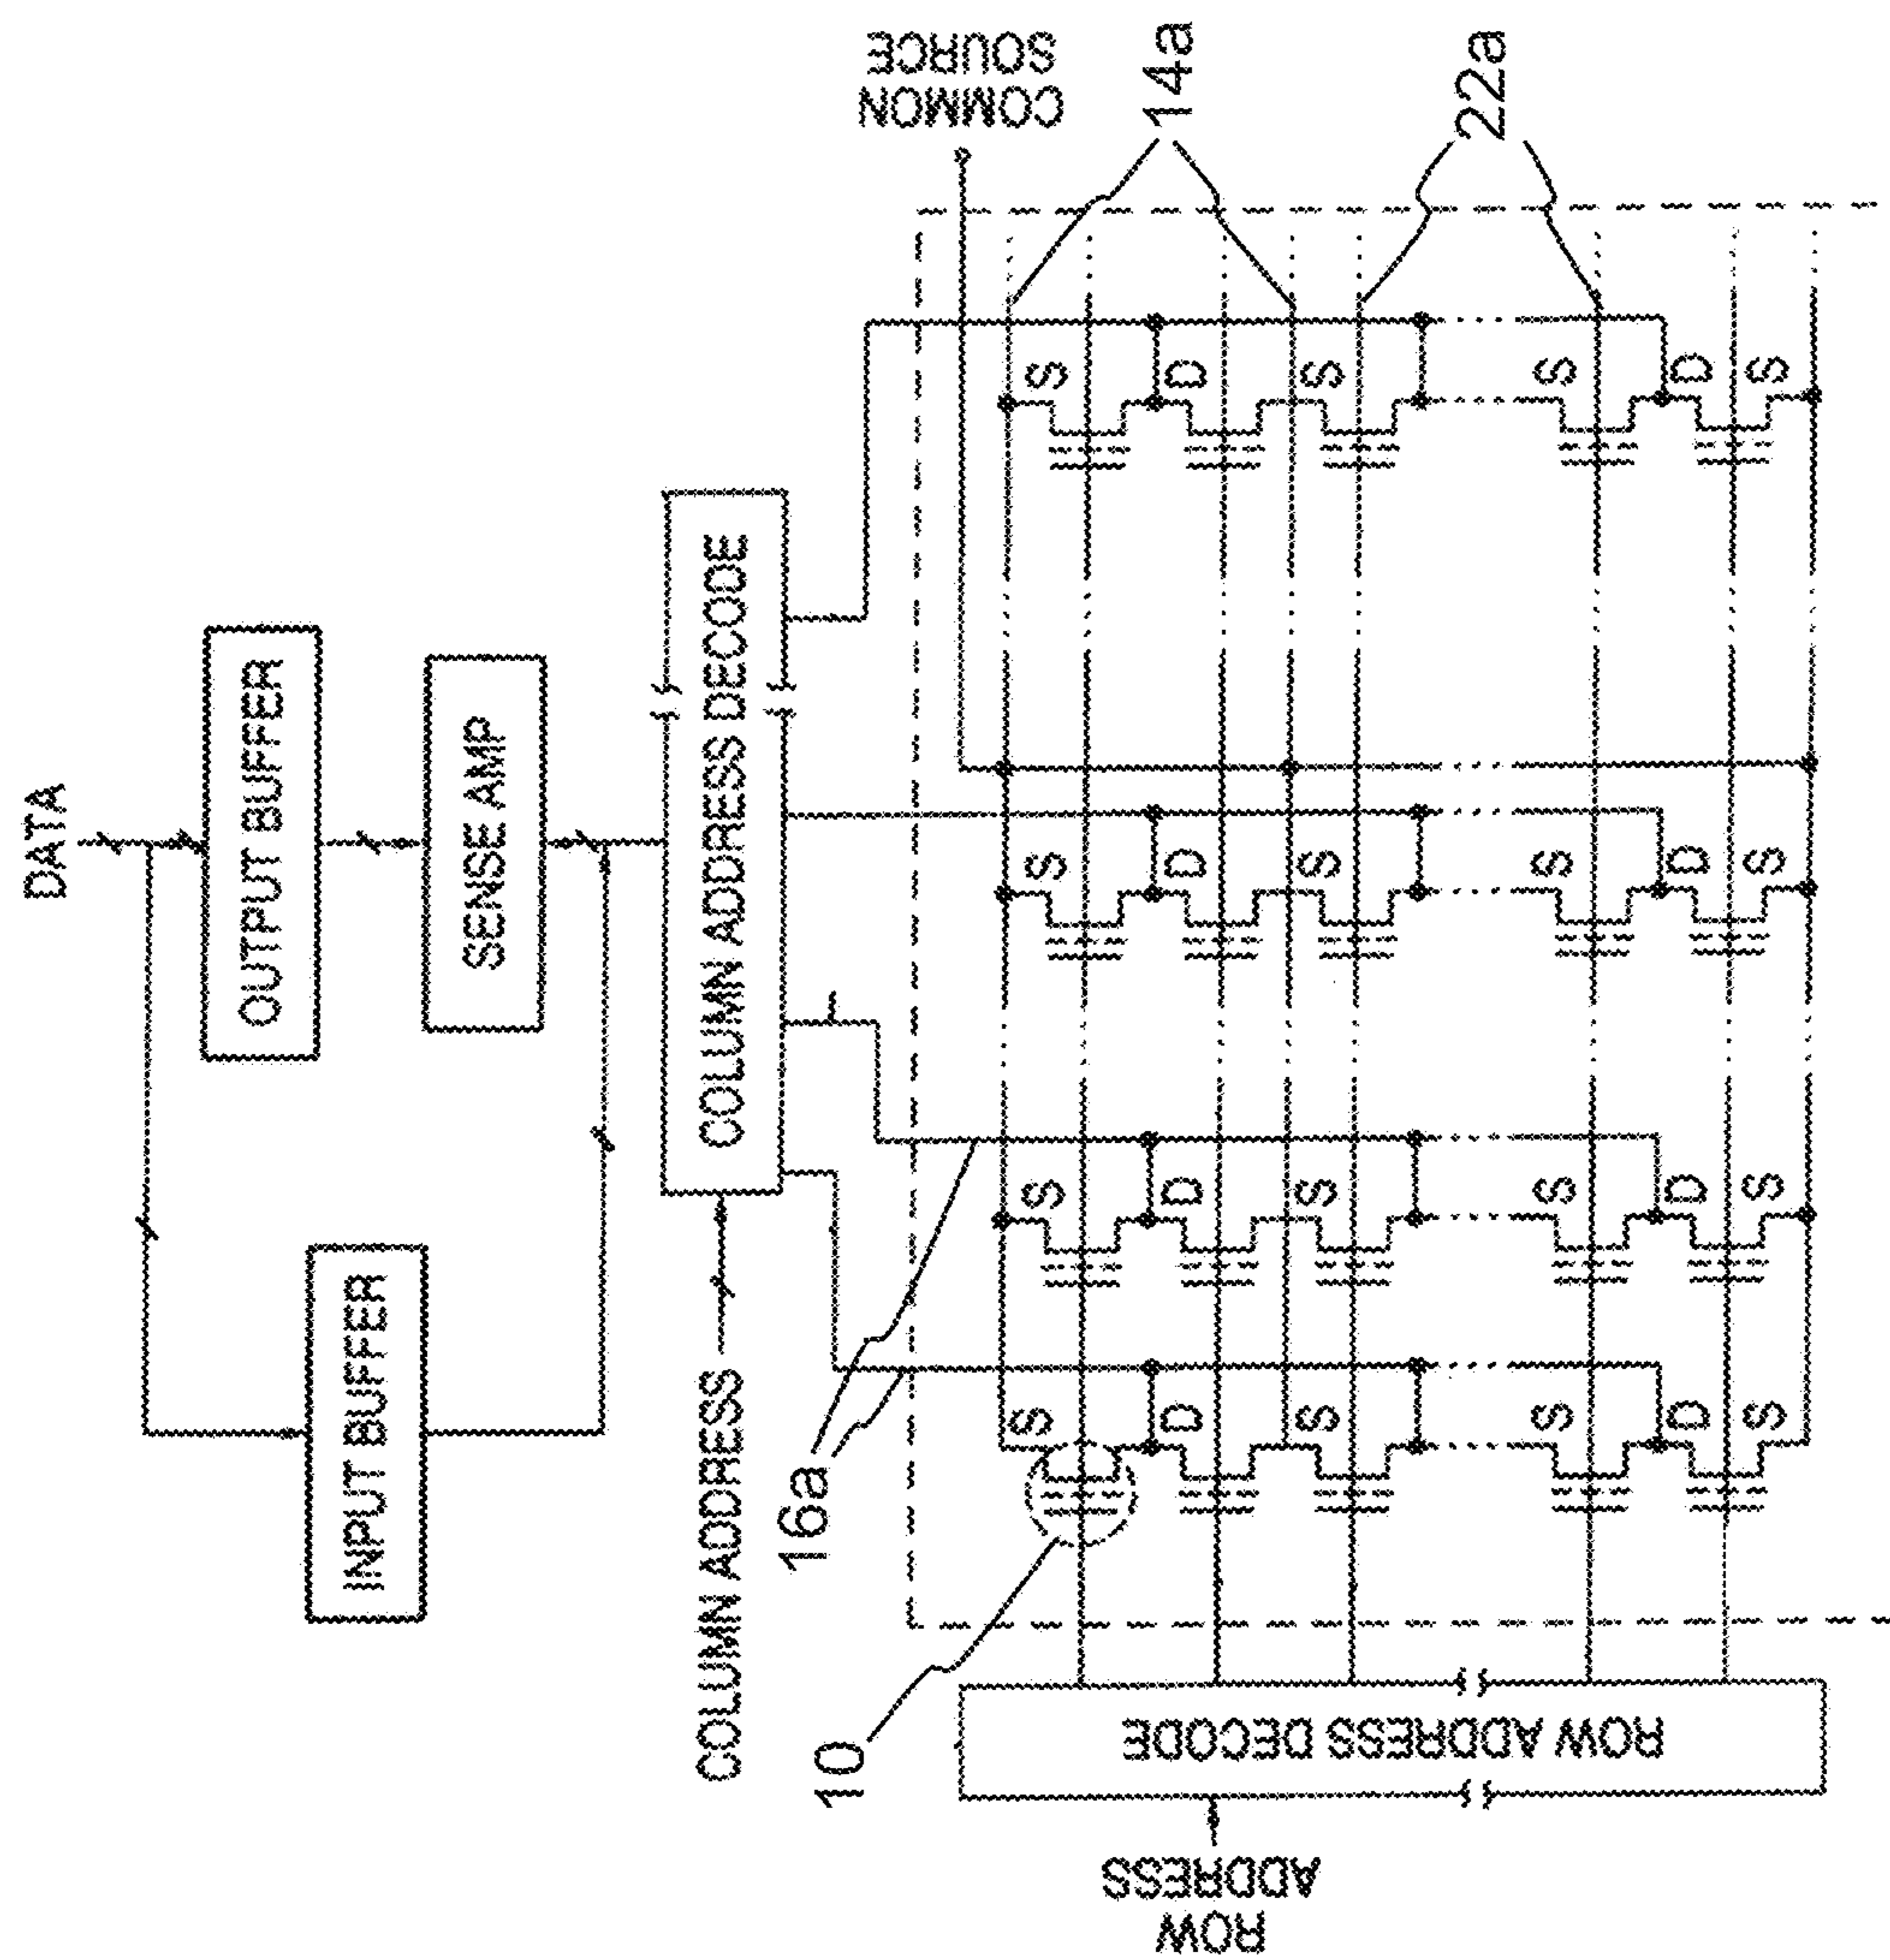 DATA
OUTPUT BUFFER
INPUT BUFFER
SENSE AMP
COLUMN ADDRESS DECODE
COLUMN ADDRESS
COMMON
SOURCE
16a
14a
22a
10
S S S S
D D D D
S S S S
S S S S
D D D D
S S S S
ROW ADDRESS DECODE
ROW
ADDRESS